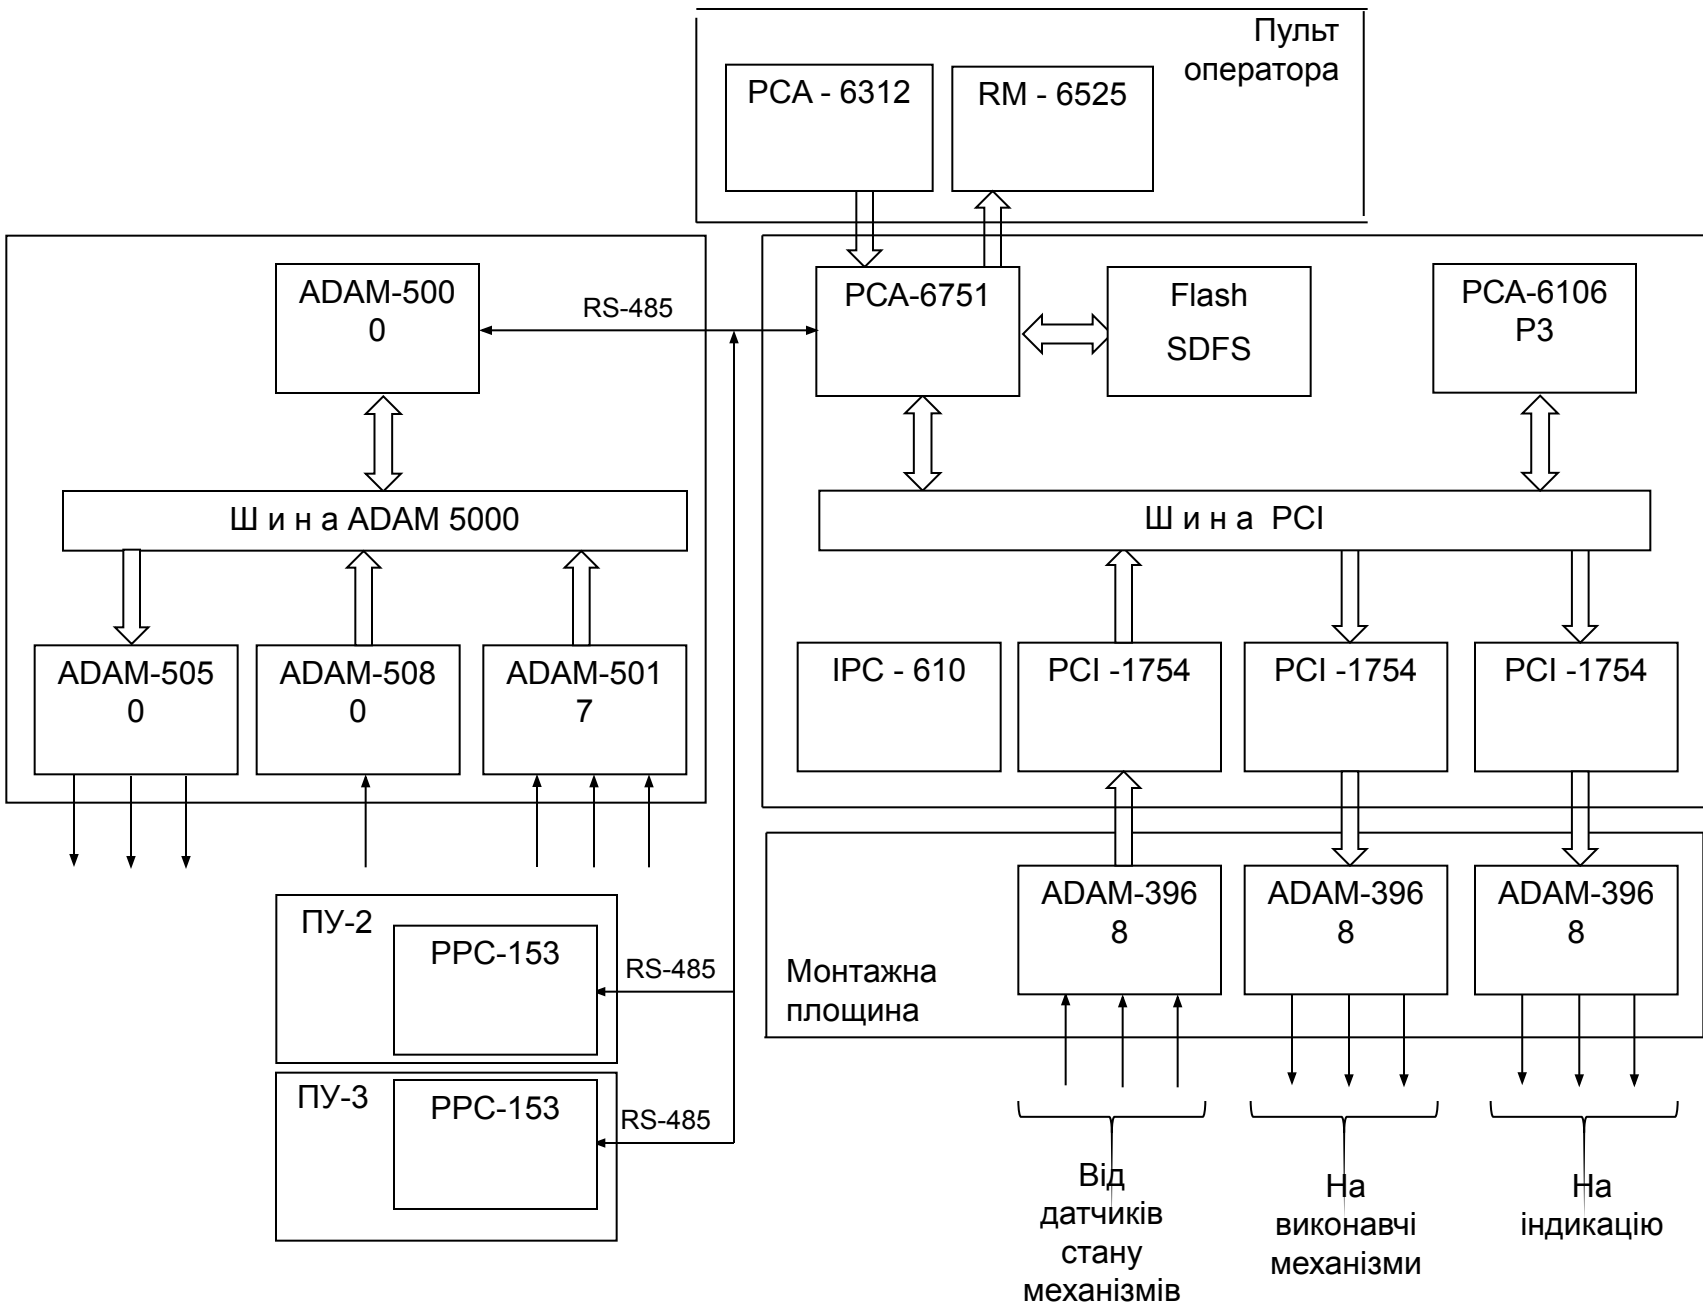 Пульт
оператора
PCA - 6312
RM - 6525
ADAM-500
0
RS-485
PCA-6751
Flash
SDFS
PCA-6106
P3
Ш и н а ADAM 5000
Ш и н а PCI
ADAM-505
0
ADAM-508
0
ADAM-501
7
IPC - 610
PCI -1754
PCI -1754
PCI -1754
ПУ-2
PPC-153
RS-485
ПУ-3
PPC-153
RS-485
Монтажна
площина
ADAM-396
8
ADAM-396
8
ADAM-396
8
Від
датчиків
стану
механізмів
На
виконавчі
механізми
На
індикацію